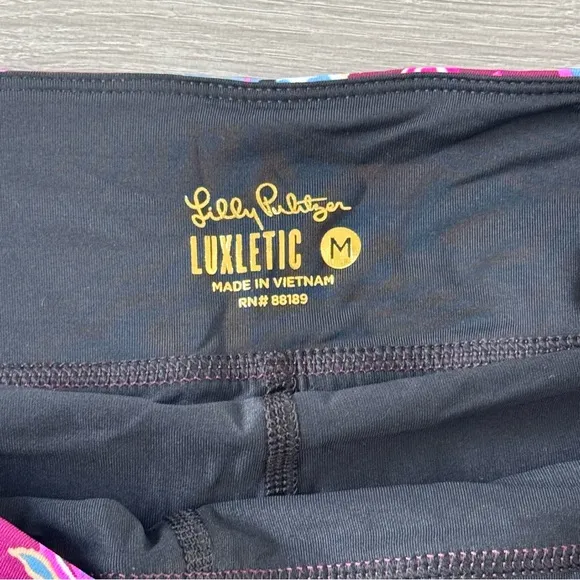 Lilly Pulitzer
LUXLETIC M
MADE IN VIETNAM
RN# 88189